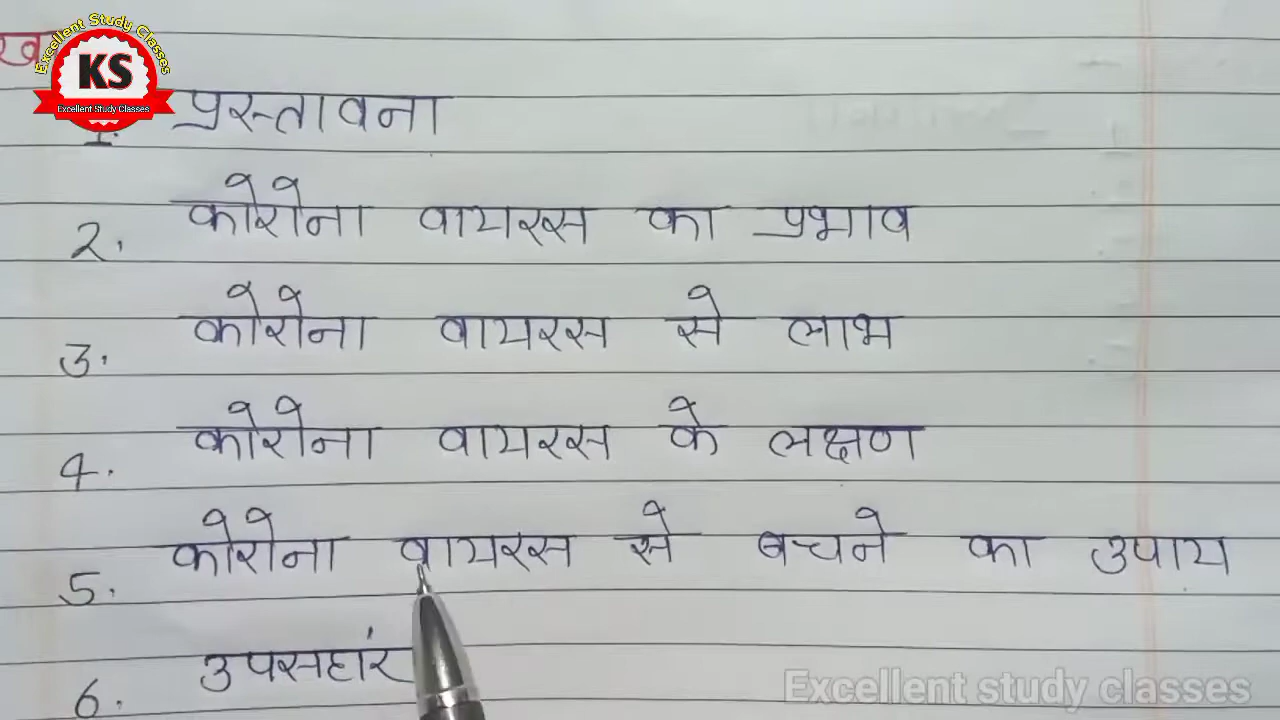 ख
Excellent Study Classes
KS
Excellent Study Classes
1. प्रस्तावना
2. कोरोना वायरस का प्रभाव
3. कोरोना वायरस से लाभ
4. कोरोना वायरस के लक्षण
5. कोरोना वायरस से बचने का उपाय
6. उपसहांर
Excellent study classes